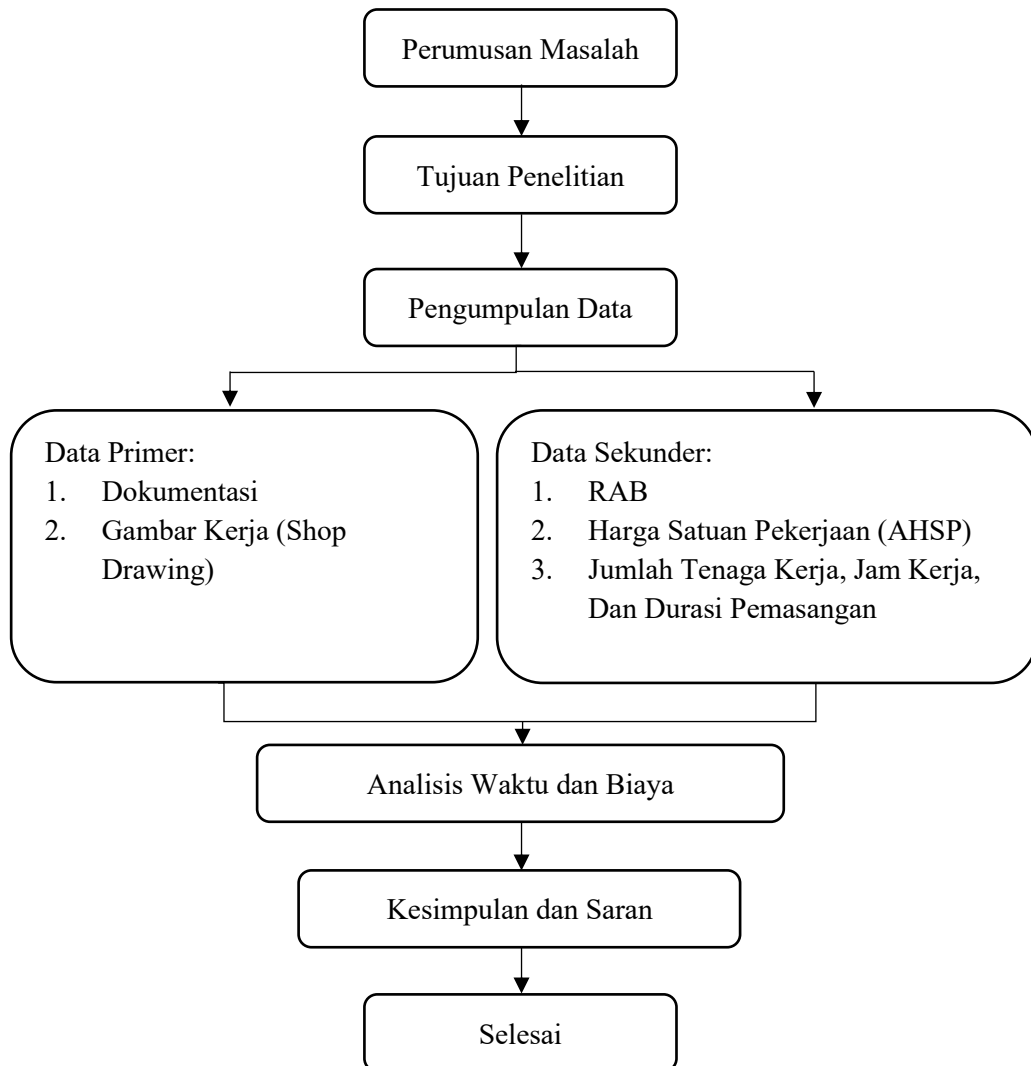 Perumusan Masalah
Tujuan Penelitian
Pengumpulan Data
Data Primer:
1. Dokumentasi
2. Gambar Kerja (Shop
Drawing)
Data Sekunder:
1. RAB
2. Harga Satuan Pekerjaan (AHSP)
3. Jumlah Tenaga Kerja, Jam Kerja,
Dan Durasi Pemasangan
Analisis Waktu dan Biaya
Kesimpulan dan Saran
Selesai